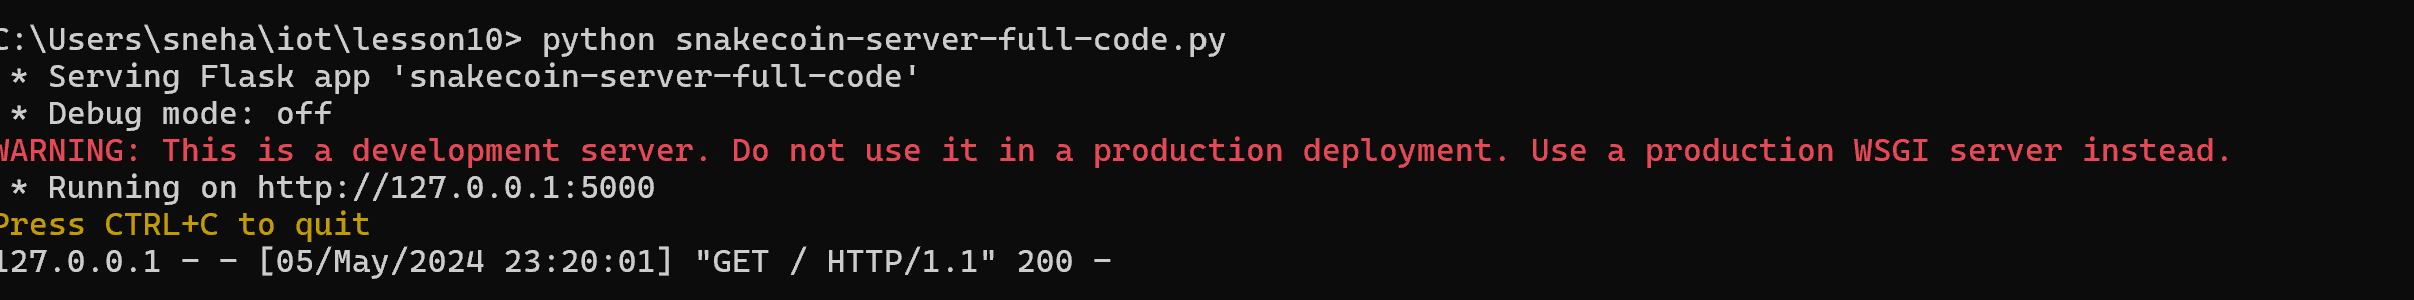 C:\Users\sneha\iot\lesson10> python snakecoin-server-full-code.py
* Serving Flask app 'snakecoin-server-full-code'
* Debug mode: off
WARNING: This is a development server. Do not use it in a production deployment. Use a production WSGI server instead.
* Running on http://127.0.0.1:5000
Press CTRL+C to quit
127.0.0.1 - - [05/May/2024 23:20:01] "GET / HTTP/1.1" 200 -